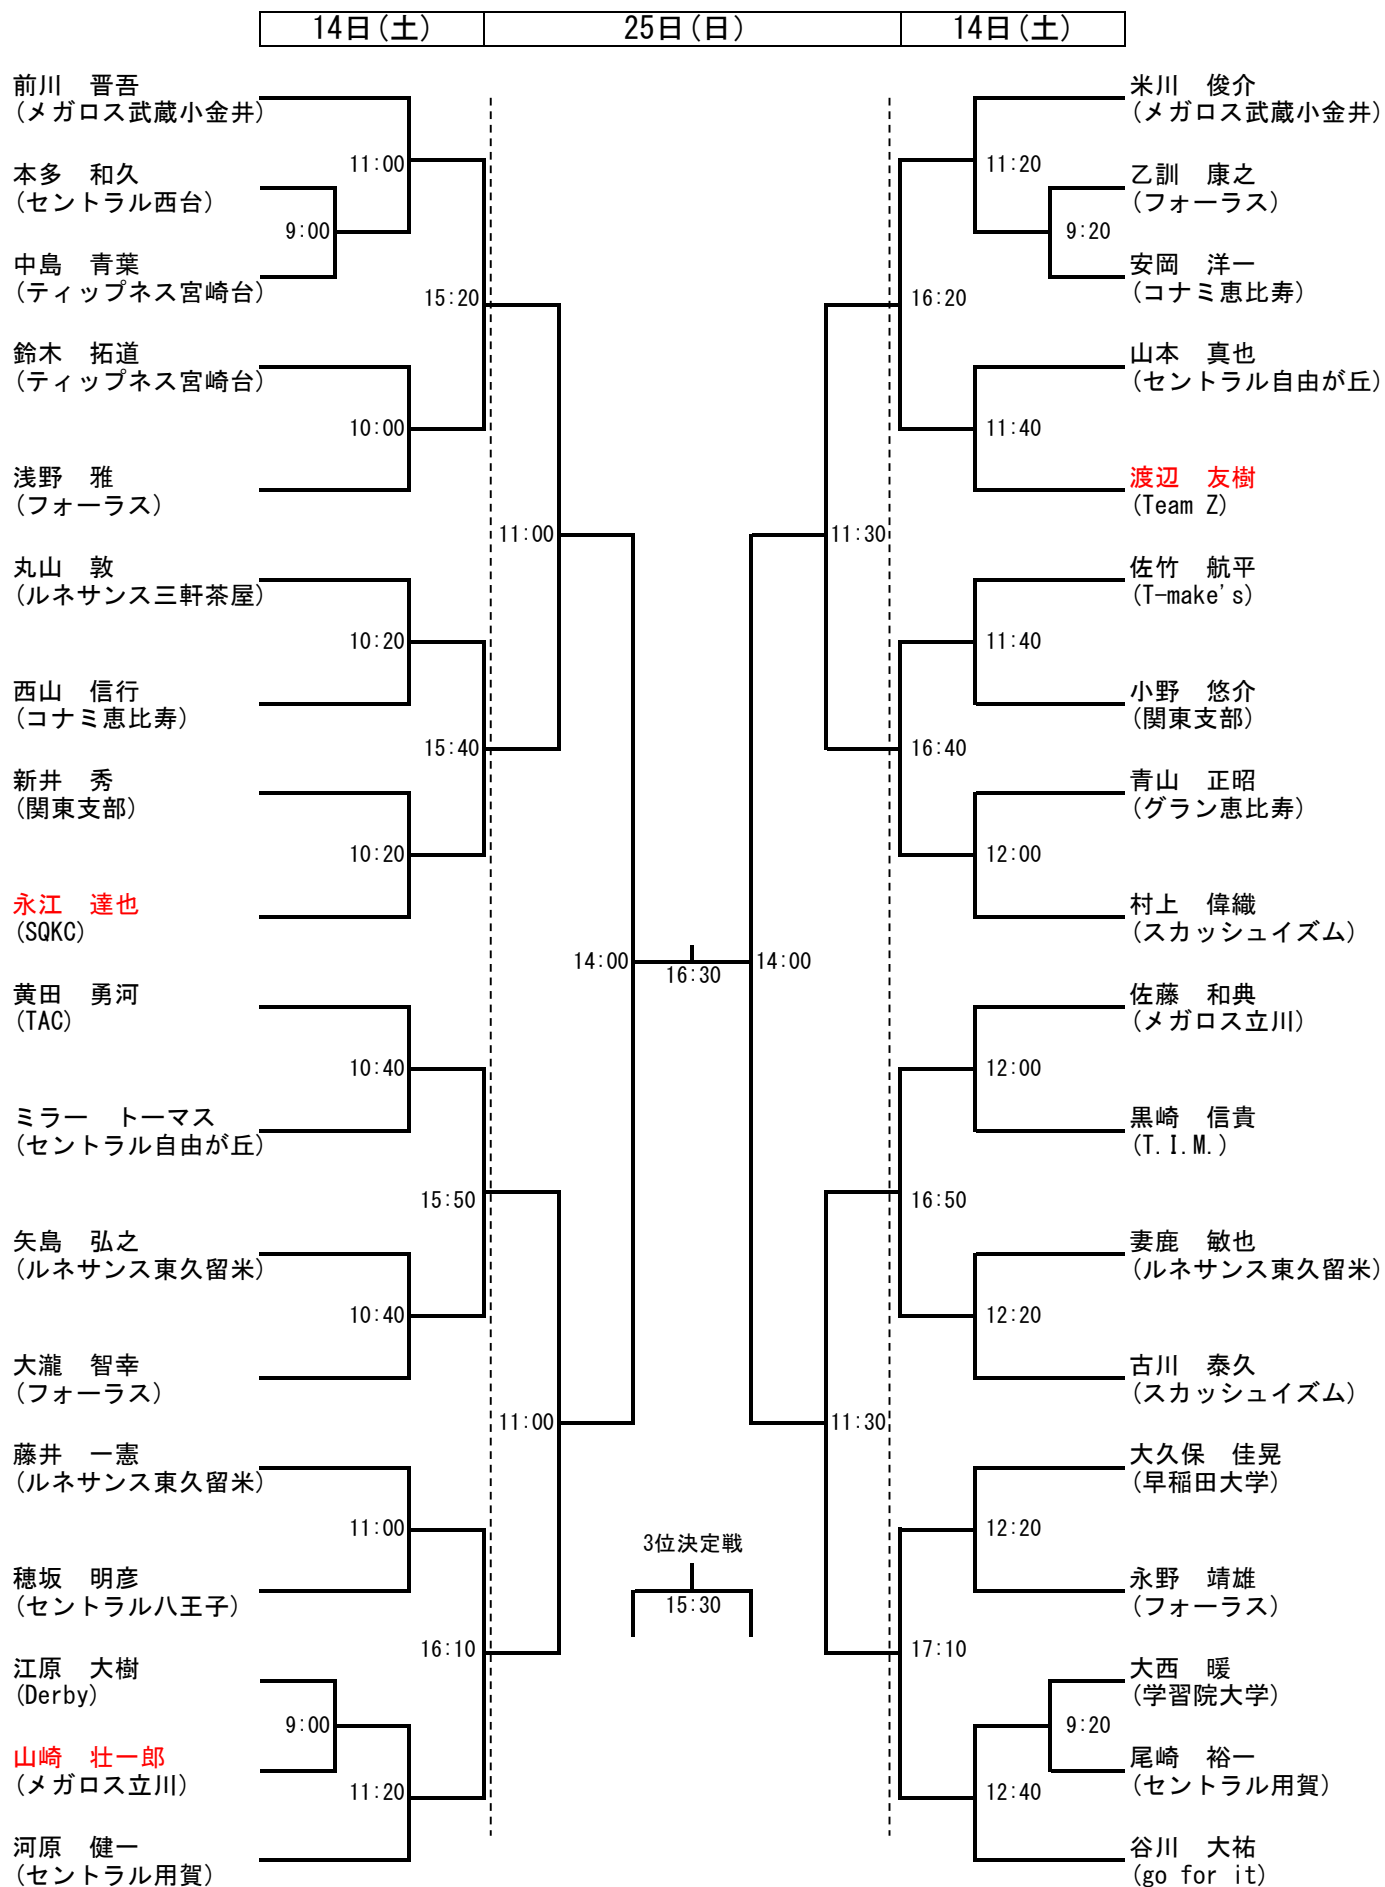 14日(土)
25日(日)
14日(土)
前川　晋吾
(メガロス武蔵小金井)
11:00
本多　和久
(セントラル西台)
9:00
中島　青葉
(ティップネス宮崎台)
15:20
鈴木　拓道
(ティップネス宮崎台)
10:00
浅野　雅
(フォーラス)
11:00
丸山　敦
(ルネサンス三軒茶屋)
10:20
西山　信行
(コナミ恵比寿)
15:40
新井　秀
(関東支部)
10:20
永江　達也
(SQKC)
14:00
黄田　勇河
(TAC)
10:40
ミラー　トーマス
(セントラル自由が丘)
15:50
矢島　弘之
(ルネサンス東久留米)
10:40
大瀧　智幸
(フォーラス)
11:00
藤井　一憲
(ルネサンス東久留米)
11:00
穂坂　明彦
(セントラル八王子)
16:10
江原　大樹
(Derby)
9:00
山崎　壮一郎
(メガロス立川)
11:20
河原　健一
(セントラル用賀)
16:30
3位決定戦
15:30
米川　俊介
(メガロス武蔵小金井)
11:20
乙訓　康之
(フォーラス)
9:20
安岡　洋一
(コナミ恵比寿)
16:20
山本　真也
(セントラル自由が丘)
11:40
渡辺　友樹
(Team Z)
11:30
佐竹　航平
(T-make's)
11:40
小野　悠介
(関東支部)
16:40
青山　正昭
(グラン恵比寿)
12:00
村上　偉織
(スカッシュイズム)
14:00
佐藤　和典
(メガロス立川)
12:00
黒崎　信貴
(T.I.M.)
16:50
妻鹿　敏也
(ルネサンス東久留米)
12:20
古川　泰久
(スカッシュイズム)
11:30
大久保　佳晃
(早稲田大学)
12:20
永野　靖雄
(フォーラス)
17:10
大西　暖
(学習院大学)
9:20
尾崎　裕一
(セントラル用賀)
12:40
谷川　大祐
(go for it)